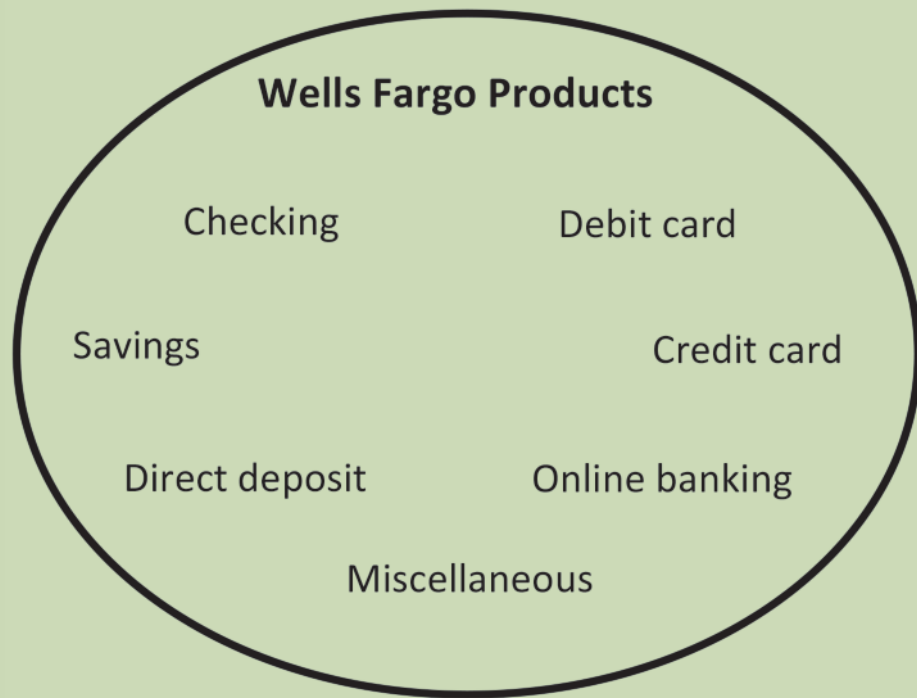 Wells Fargo Products
Checking Debit card
Savings Credit card
Direct deposit Online banking
Miscellaneous